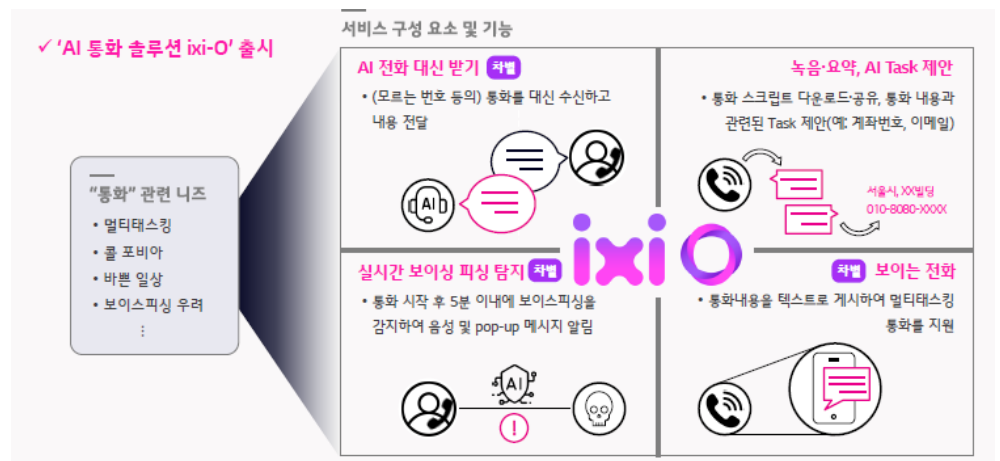 ✓ ‘AI 통화 솔루션 ixi-O’ 출시
“통화” 관련 니즈
• 멀티태스킹
• 콜 포비아
• 바쁜 일상
• 보이스피싱 우려
⋮
서비스 구성 요소 및 기능
AI 전화 대신 받기 차별
• (모르는 번호 등의) 통화를 대신 수신하고
내용 전달
AI
녹음·요약, AI Task 제안
• 통화 스크립트 다운로드·공유, 통화 내용과
관련된 Task 제안(예: 계좌번호, 이메일)
서울시, XX빌딩
010-8080-XXXX
ixiO
실시간 보이싱 피싱 탐지 차별
• 통화 시작 후 5분 이내에 보이스피싱을
감지하여 음성 및 pop-up 메시지 알림
AI
!
차별 보이는 전화
• 통화내용을 텍스트로 게시하여 멀티태스킹
통화를 지원